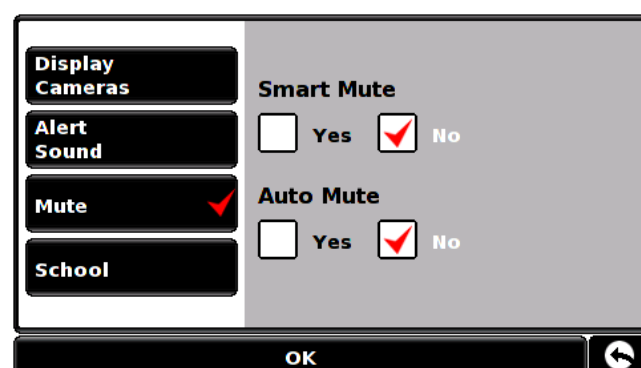 Display
Cameras
Alert
Sound
Mute
School
Smart Mute
Yes No
Auto Mute
Yes No
OK